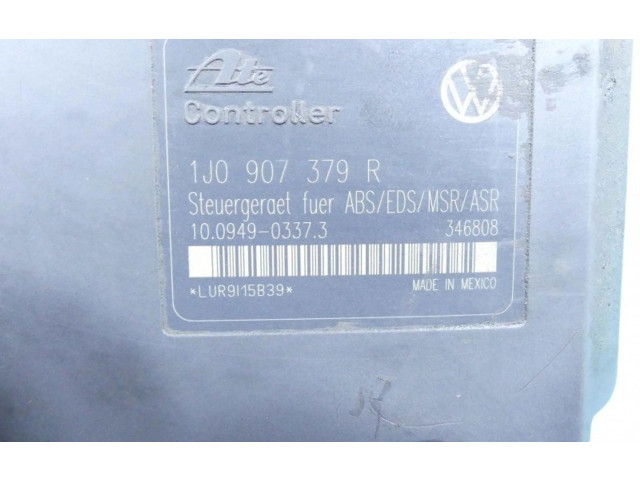 Ate
Controller
VW
1J0 907 379 R
Steuergeraet fuer ABS/EDS/MSR/ASR
10.0949-0337.3 346808
*LUR9I15B39* MADE IN MEXICO